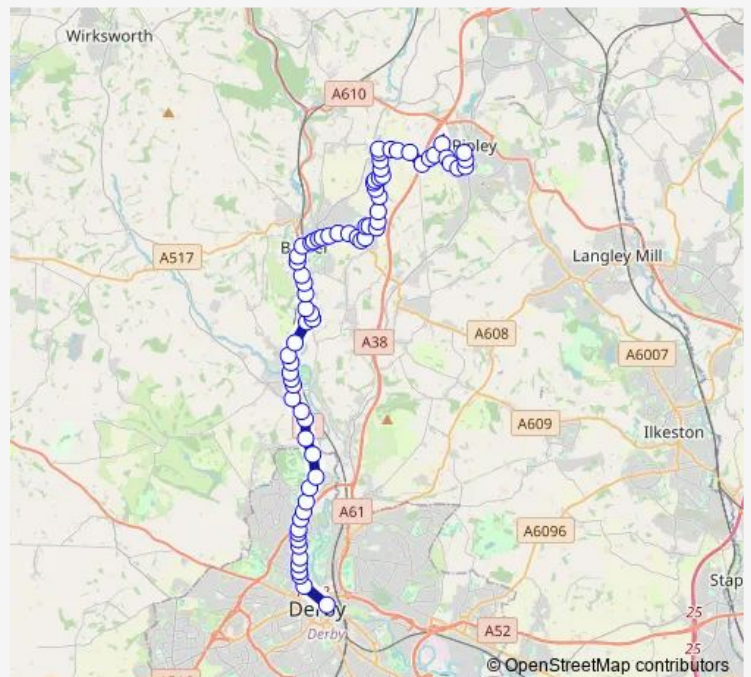 Wirksworth
A610
Ripley
A517
Langley Mill
A608
A38
A6007
A609
Ilkeston
A61
A6096
Derby
Derby
A52
25
25
© OpenStreetMap contributors